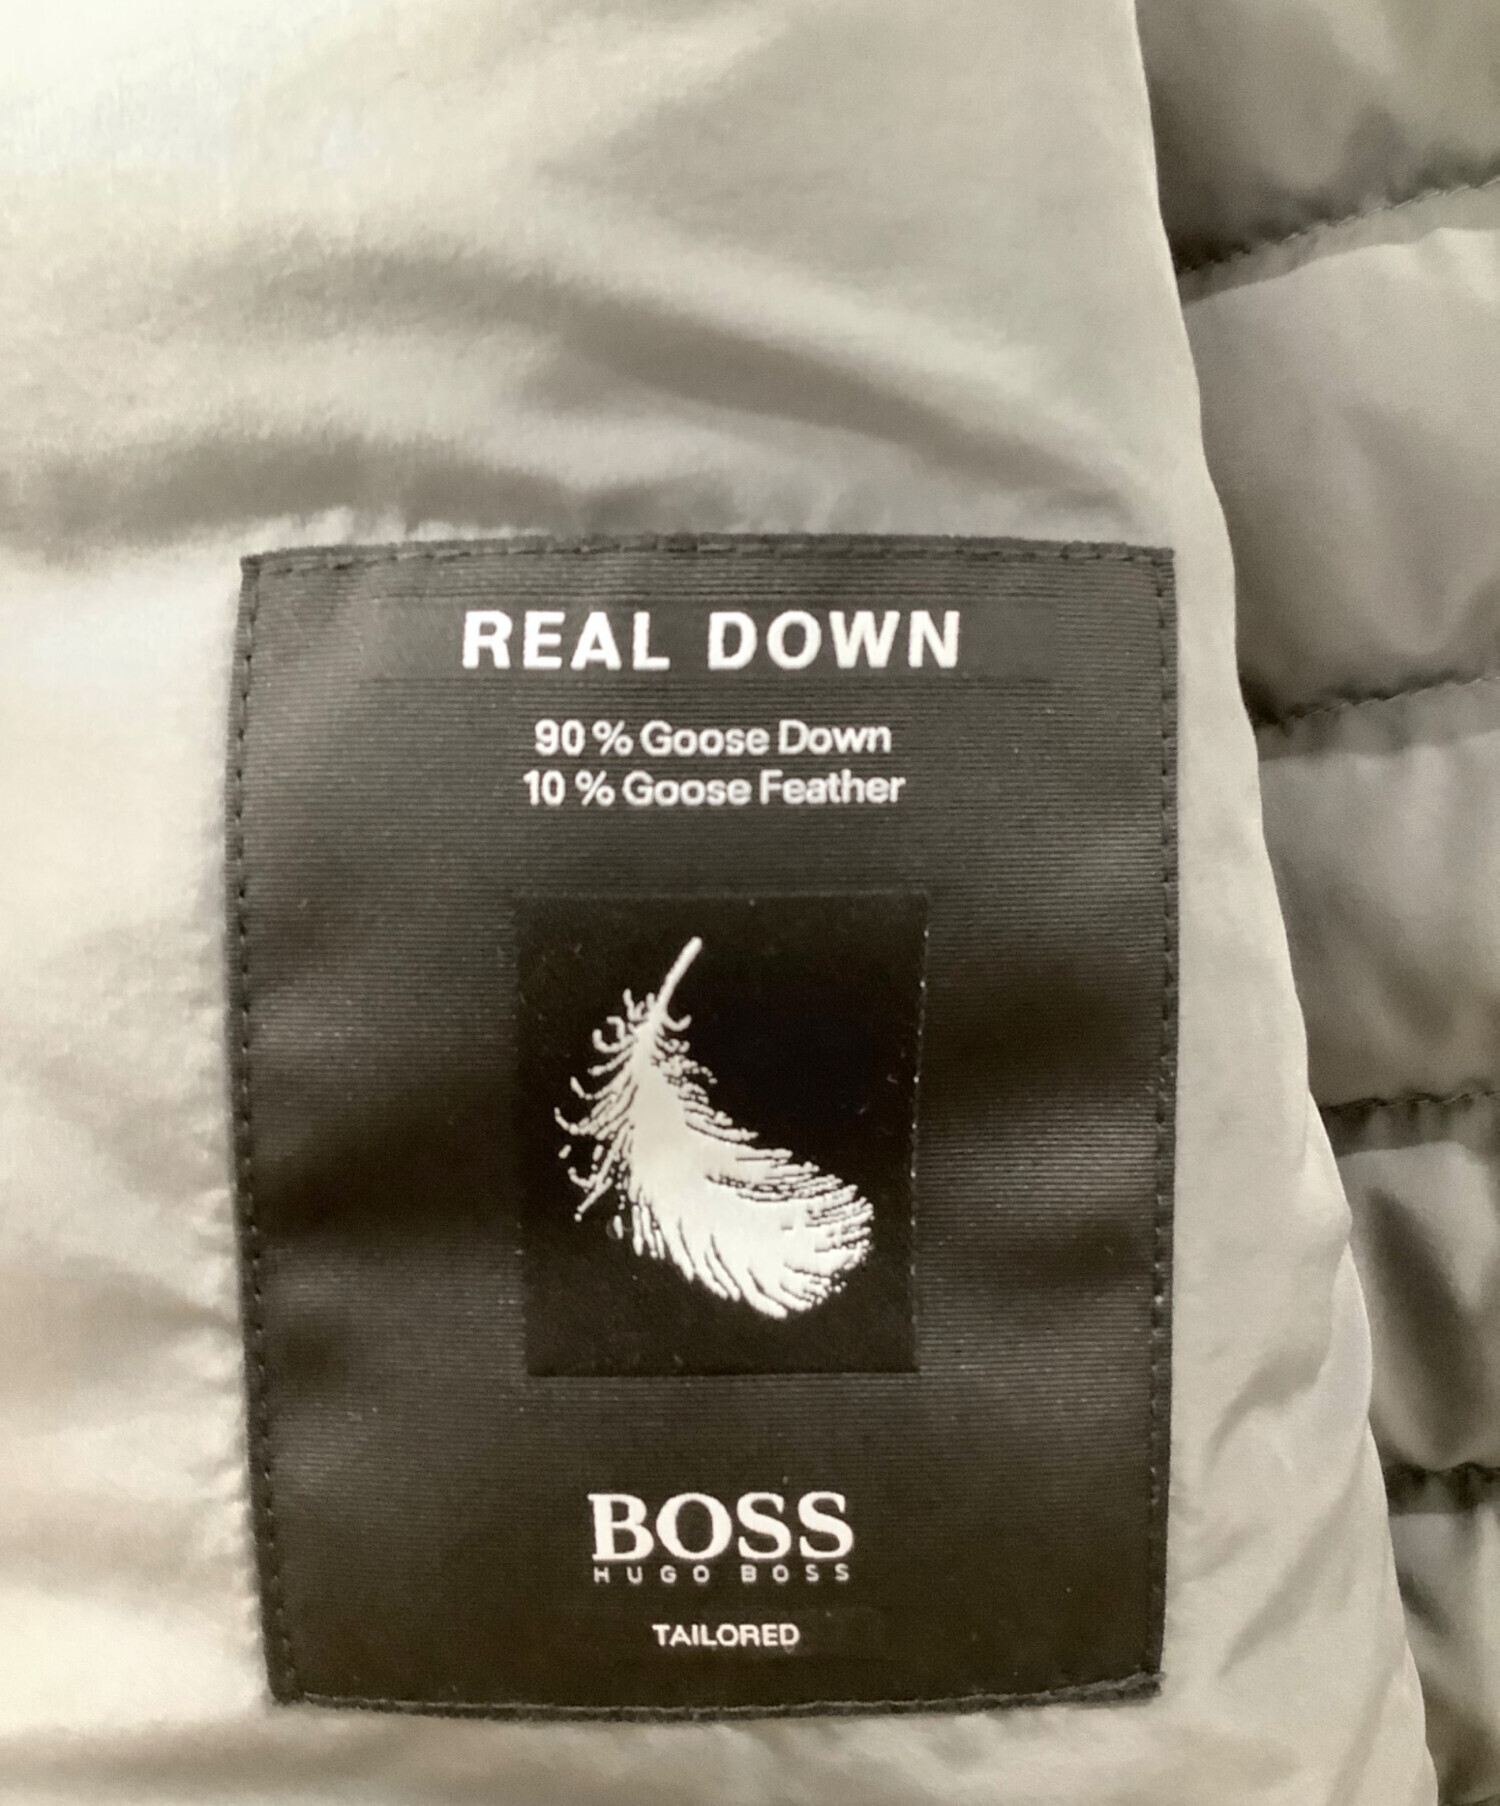 REAL DOWN
90 % Goose Down
10 % Goose Feather
BOSS
HUGO BOSS
TAILORED